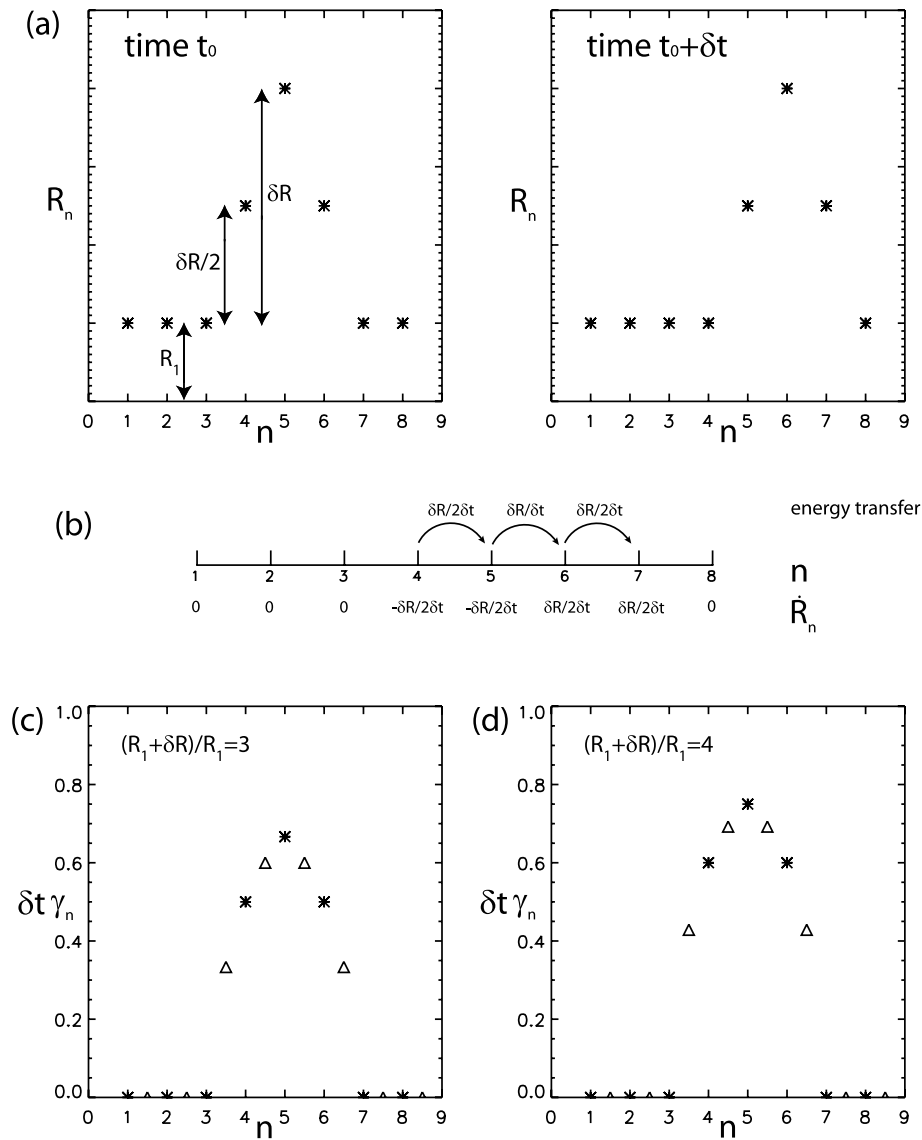 (a)
time t₀
time t₀+δt
Rₙ
δR
δR/2
R₁
Rₙ
0 1 2 3 4 5 6 7 8 9
n
0 1 2 3 4 5 6 7 8 9
n
(b)
δR/2δt δR/δt δR/2δt
energy transfer
1 2 3 4 5 6 7 8
n
0 0 0 -δR/2δt -δR/2δt δR/2δt δR/2δt 0
Ṙₙ
(c)
(R₁+δR)/R₁=3
1.0
0.8
0.6
δt γₙ
0.4
0.2
0.0
0 1 2 3 4 5 6 7 8 9
n
(d)
(R₁+δR)/R₁=4
1.0
0.8
0.6
δt γₙ
0.4
0.2
0.0
0 1 2 3 4 5 6 7 8 9
n